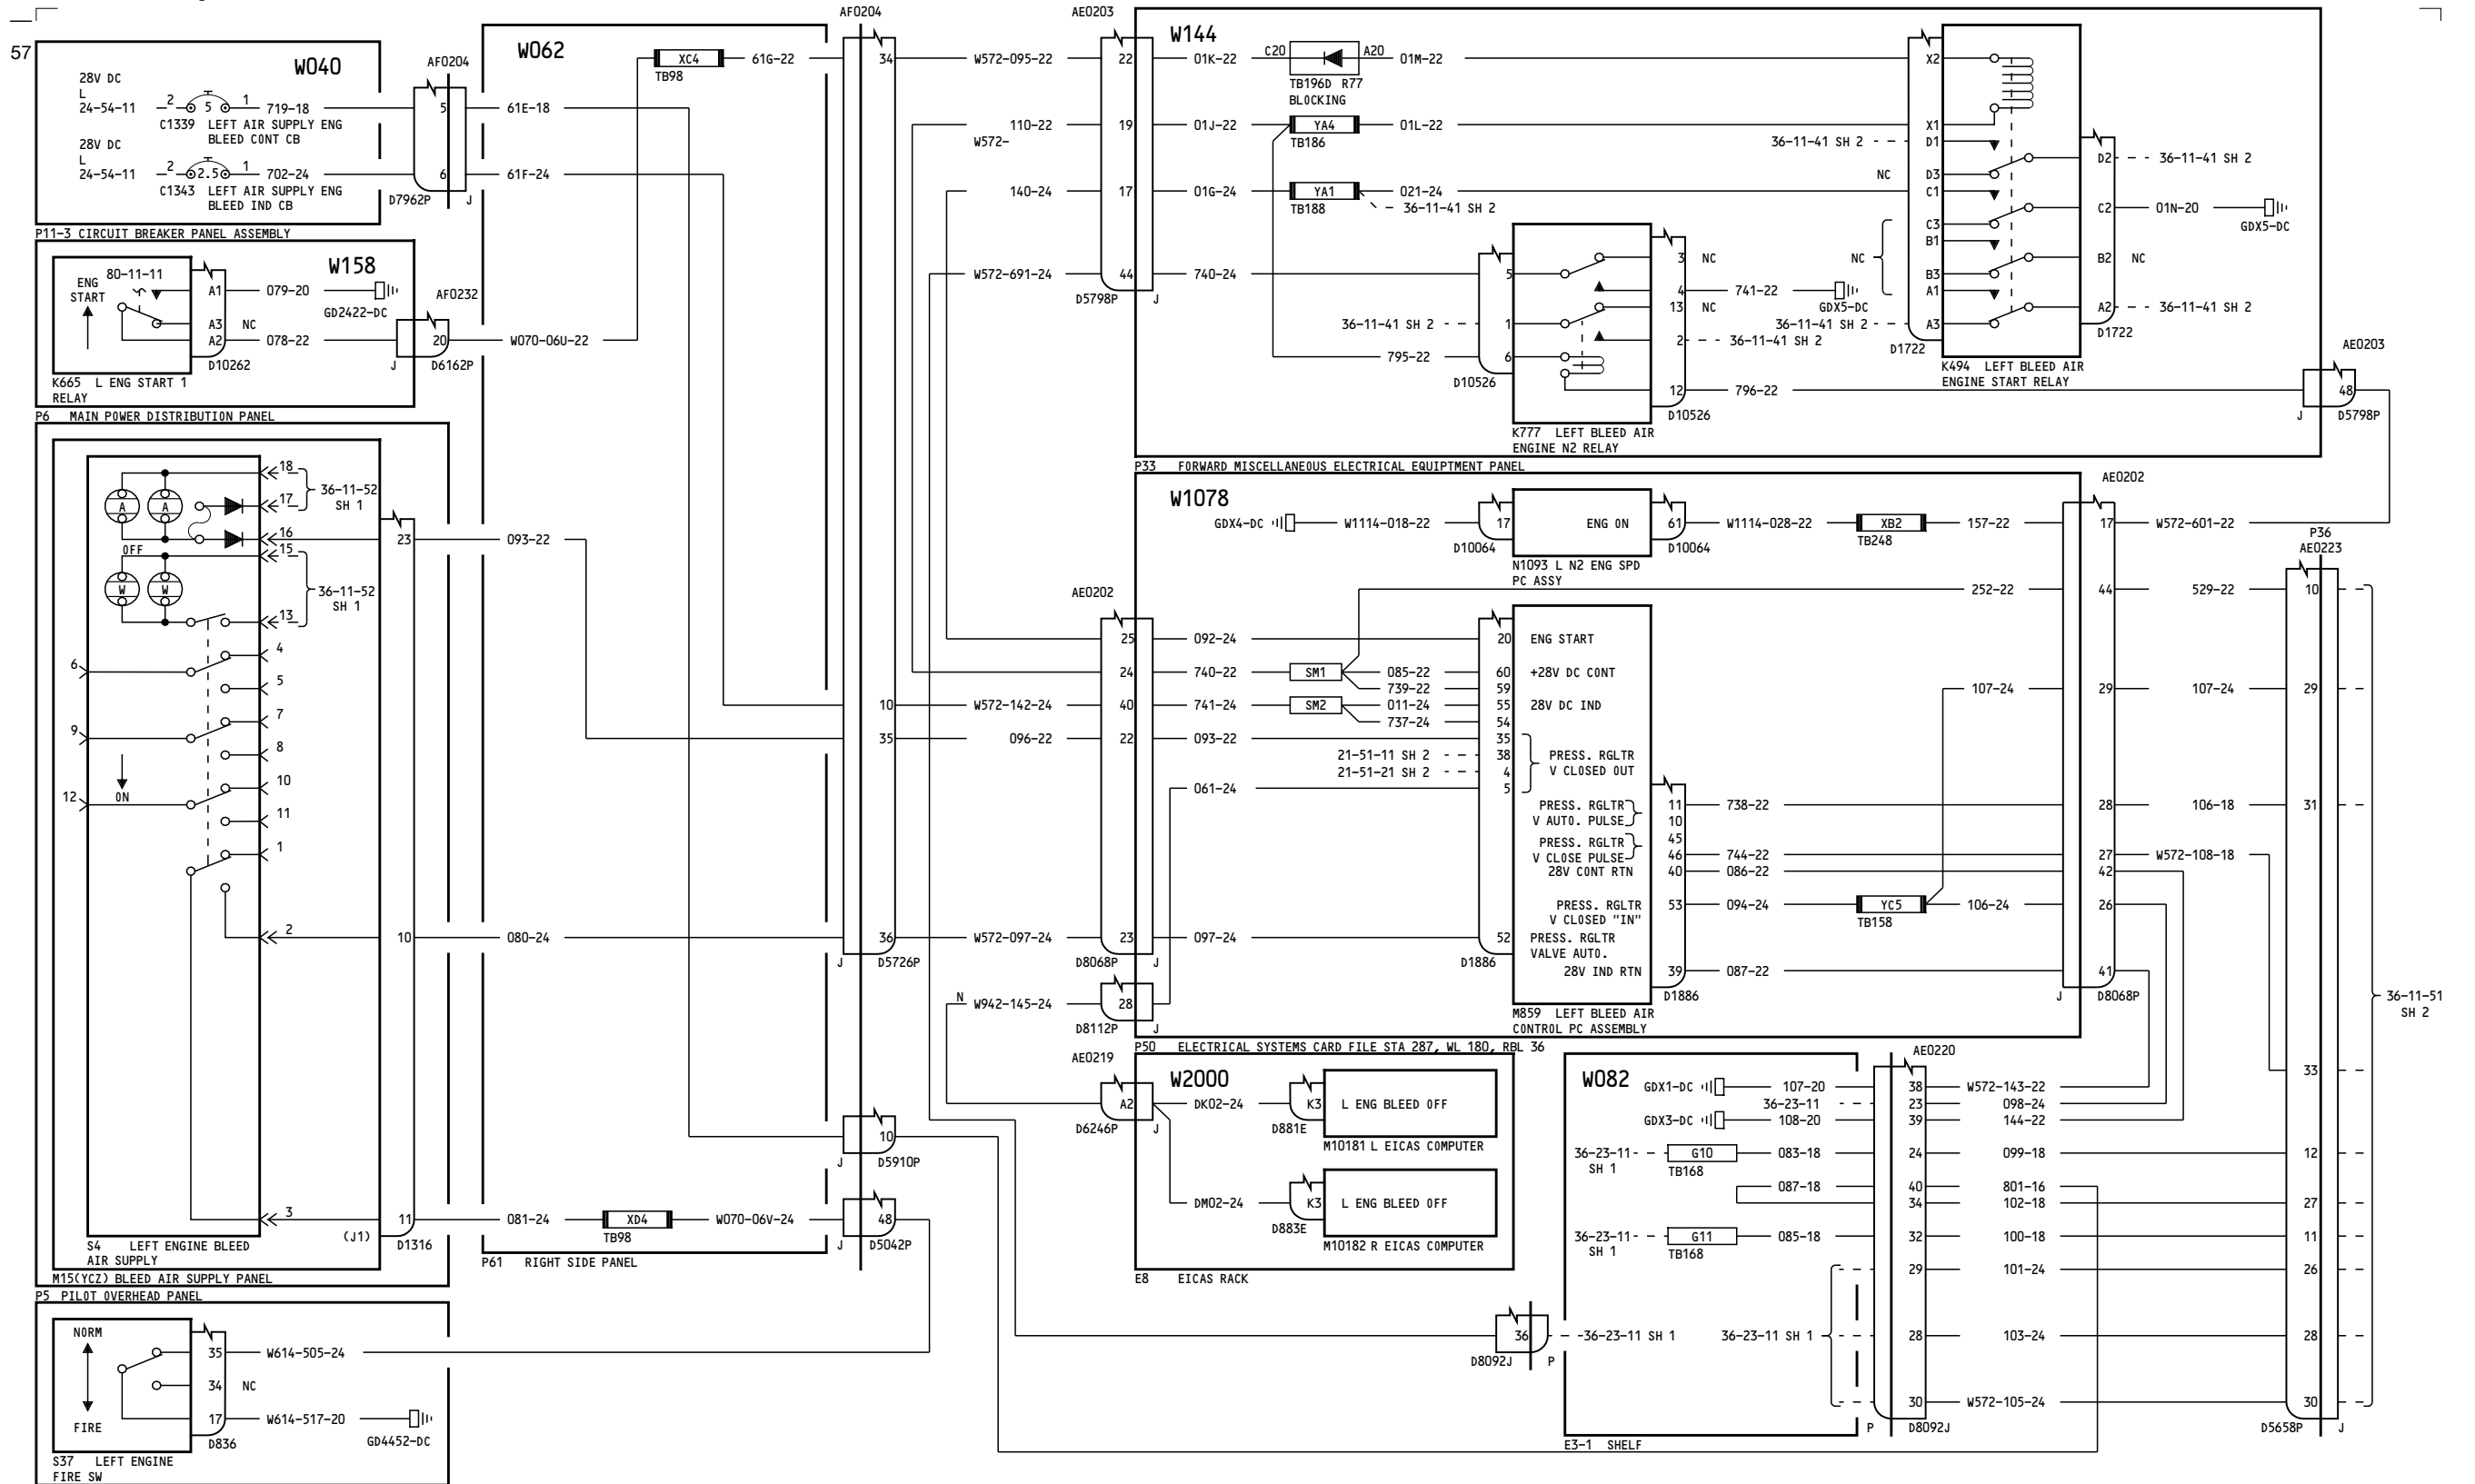 57
W040
28V DC
L
24-54-11
2
5
1
719-18
C1339 LEFT AIR SUPPLY ENG
BLEED CONT CB
28V DC
L
24-54-11
2
2.5
1
702-24
C1343 LEFT AIR SUPPLY ENG
BLEED IND CB
P11-3 CIRCUIT BREAKER PANEL ASSEMBLY
AF0204
5
6
D7962P
J
W158
80-11-11
ENG
START
A1
079-20
GD2422-DC
A3
NC
A2
078-22
D10262
K665 L ENG START 1
RELAY
P6 MAIN POWER DISTRIBUTION PANEL
AF0232
20
J
D6162P
18
17
36-11-52
SH 1
16
15
36-11-52
SH 1
13
A
A
OFF
W
W
4
6
5
7
9
8
10
12
ON
11
1
2
3
23
10
11
(J1)
D1316
S4 LEFT ENGINE BLEED
AIR SUPPLY
M15(YCZ) BLEED AIR SUPPLY PANEL
P5 PILOT OVERHEAD PANEL
NORM
FIRE
35
W614-505-24
34
NC
17
W614-517-20
GD4452-DC
D836
S37 LEFT ENGINE
FIRE SW
W062
XC4
TB98
61G-22
61E-18
61F-24
W070-06U-22
093-22
080-24
081-24
XD4
TB98
W070-06V-24
P61 RIGHT SIDE PANEL
AF0204
34
10
35
36
J
D5726P
10
J
D5910P
48
J
D5042P
W572-095-22
110-22
W572-
140-24
W572-691-24
W572-142-24
096-22
W572-097-24
N
W942-145-24
AE0203
22
19
17
44
D5798P
J
W144
01K-22
C20
A20
01M-22
TB196D R77
BLOCKING
01J-22
YA4
01L-22
TB186
01G-24
YA1
021-24
TB188
36-11-41 SH 2
740-24
5
36-11-41 SH 2
1
795-22
6
D10526
3
NC
4
741-22
GDX5-DC
13
NC
2
36-11-41 SH 2
12
796-22
D10526
K777 LEFT BLEED AIR
ENGINE N2 RELAY
X2
X1
36-11-41 SH 2
D1
D3
NC
C1
C3
NC
B1
B3
A1
36-11-41 SH 2
A3
D1722
D2
36-11-41 SH 2
C2
01N-20
GDX5-DC
B2
NC
A2
36-11-41 SH 2
D1722
K494 LEFT BLEED AIR
ENGINE START RELAY
AE0203
48
J
D5798P
P33 FORWARD MISCELLANEOUS ELECTRICAL EQUIPTMENT PANEL
W1078
GDX4-DC
W1114-018-22
17
ENG ON
61
W1114-028-22
XB2
157-22
TB248
D10064
D10064
N1093 L N2 ENG SPD
PC ASSY
AE0202
17
W572-601-22
44
529-22
29
107-24
28
106-18
27
W572-108-18
42
26
41
J
D8068P
AE0202
25
092-24
24
740-22
SM1
085-22
739-22
40
741-24
SM2
011-24
737-24
22
093-22
21-51-11 SH 2
21-51-21 SH 2
061-24
23
097-24
D8068P
J
28
D8112P
J
252-22
107-24
20
ENG START
60
+28V DC CONT
59
55
28V DC IND
54
35
38
PRESS. RGLTR
V CLOSED OUT
4
5
PRESS. RGLTR
V AUTO. PULSE
11
10
738-22
PRESS. RGLTR
V CLOSE PULSE
45
46
744-22
28V CONT RTN
40
086-22
PRESS. RGLTR
V CLOSED "IN"
53
094-24
YC5
106-24
TB158
52
PRESS. RGLTR
VALVE AUTO.
28V IND RTN
39
087-22
D1886
D1886
M859 LEFT BLEED AIR
CONTROL PC ASSEMBLY
P50 ELECTRICAL SYSTEMS CARD FILE STA 287, WL 180, RBL 36
AE0219
A2
D6246P
J
W2000
DK02-24
K3
L ENG BLEED OFF
D881E
M10181 L EICAS COMPUTER
DM02-24
K3
L ENG BLEED OFF
D883E
M10182 R EICAS COMPUTER
E8 EICAS RACK
36
D8092J
P
36-23-11 SH 1
W082
GDX1-DC
107-20
36-23-11
GDX3-DC
108-20
36-23-11
SH 1
G10
083-18
TB168
087-18
36-23-11
SH 1
G11
085-18
TB168
36-23-11 SH 1
E3-1 SHELF
AE0220
38
W572-143-22
23
098-24
39
144-22
24
099-18
40
801-16
34
102-18
32
100-18
29
101-24
28
103-24
30
W572-105-24
P
D8092J
P36
AE0223
10
29
31
33
12
27
11
26
28
30
D5658P
J
36-11-51
SH 2